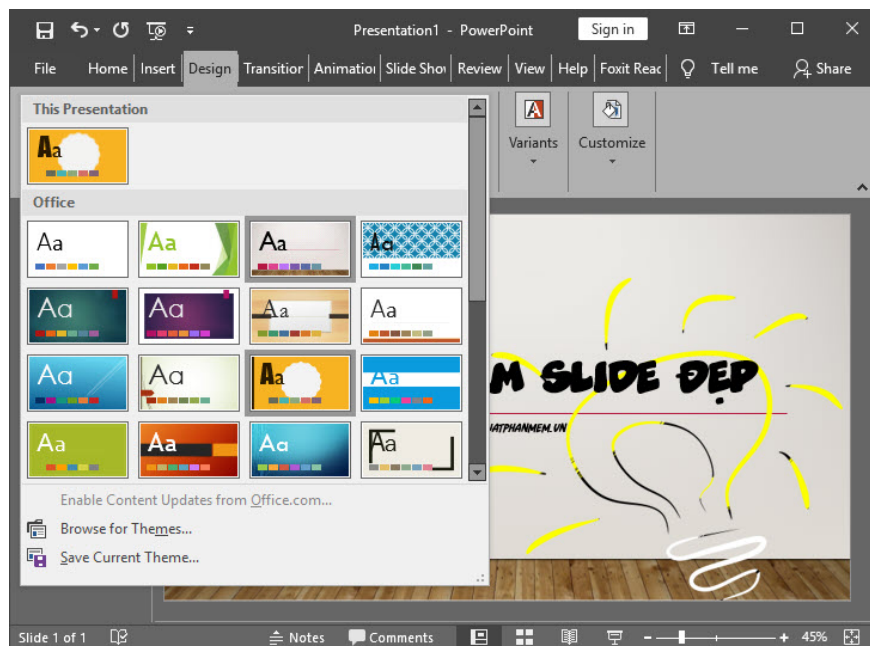 Presentation1 - PowerPoint
Sign in
File Home Insert Design Transitior Animatioı Slide Shov Review View Help Foxit Reac Tell me Share
This Presentation
Aa
Office
Variants
Customize
Aa Aa Aa Aa
Aa Aa Aa Aa
Aa Aa Aa Aa
Aa Aa Aa Aa
M SLIDE ĐẸP
UATPHANMEM.VN
Enable Content Updates from Office.com...
Browse for Themes...
Save Current Theme...
Slide 1 of 1 Notes Comments 45%